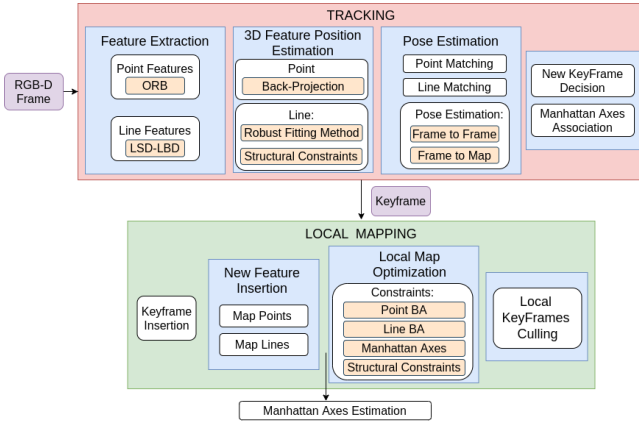 TRACKING
RGB-D
Frame
Feature Extraction
Point Features
ORB
Line Features
LSD-LBD
3D Feature Position
Estimation
Point
Back-Projection
Line:
Robust Fitting Method
Structural Constraints
Pose Estimation
Point Matching
Line Matching
Pose Estimation:
Frame to Frame
Frame to Map
New KeyFrame
Decision
Manhattan Axes
Association
Keyframe
LOCAL MAPPING
Keyframe
Insertion
New Feature
Insertion
Map Points
Map Lines
Local Map
Optimization
Constraints:
Point BA
Line BA
Manhattan Axes
Structural Constraints
Local
KeyFrames
Culling
Manhattan Axes Estimation